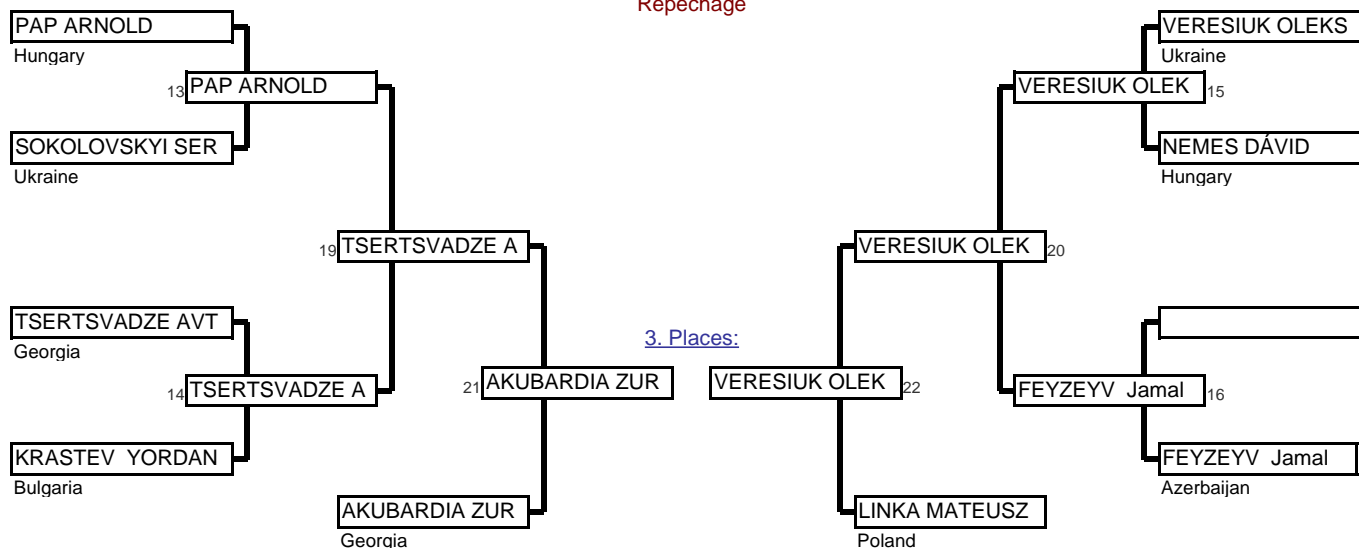 Repechage
PAP ARNOLD
VERESIUK OLEKS
Hungary
Ukraine
13 PAP ARNOLD
VERESIUK OLEK 15
SOKOLOVSKYI SER
NEMES DÁVID
Ukraine
Hungary
19 TSERTSVADZE A
VERESIUK OLEK 20
TSERTSVADZE AVT
Georgia
3. Places:
14 TSERTSVADZE A
21 AKUBARDIA ZUR
VERESIUK OLEK 22
FEYZEYV Jamal 16
KRASTEV YORDAN
FEYZEYV Jamal
Bulgaria
Azerbaijan
AKUBARDIA ZUR
LINKA MATEUSZ
Georgia
Poland